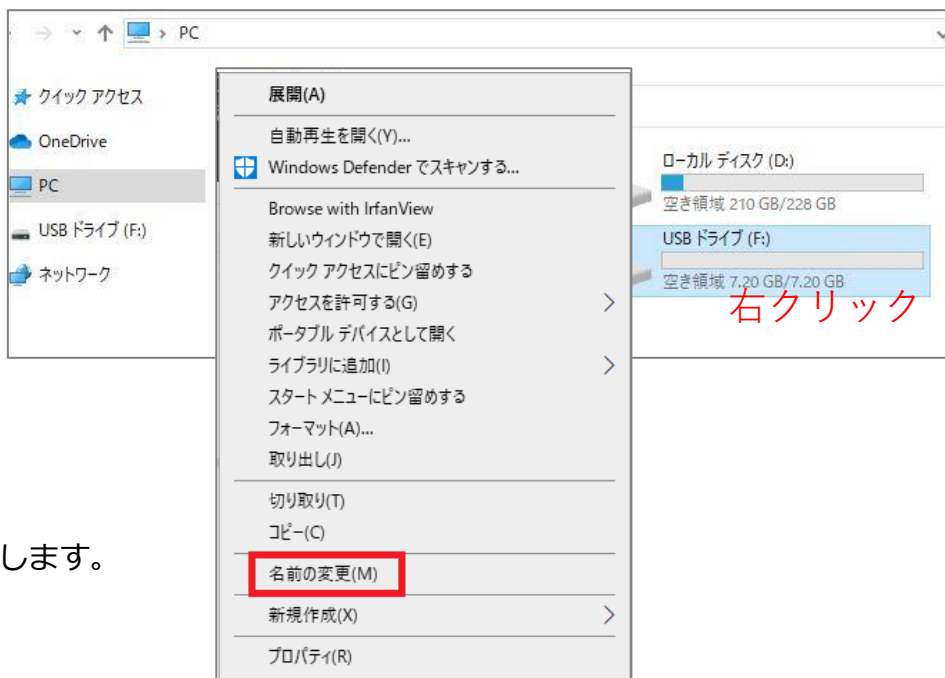 PC
クイック アクセス
OneDrive
PC
USB ドライブ (F:)
ネットワーク
展開(A)
自動再生を開く(Y)...
Windows Defender でスキャンする...
Browse with IrfanView
新しいウィンドウで開く(E)
クイック アクセスにピン留めする
アクセスを許可する(G)
ポータブル デバイスとして開く
ライブラリに追加(I)
スタート メニューにピン留めする
フォーマット(A)...
取り出し(J)
切り取り(T)
コピー(C)
名前の変更(M)
新規作成(X)
プロパティ(R)
ローカル ディスク (D:)
空き領域 210 GB/228 GB
USB ドライブ (F:)
空き領域 7.20 GB/7.20 GB
右クリック
します。